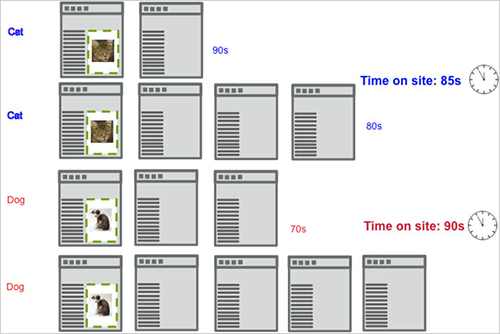 Cat
90s
Time on site: 85s
Cat
80s
Dog
70s
Time on site: 90s
Dog